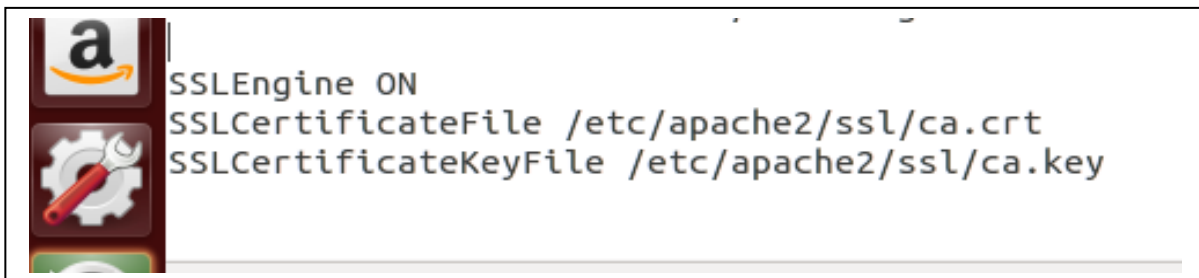 a
SSLEngine ON
SSLCertificateFile /etc/apache2/ssl/ca.crt
SSLCertificateKeyFile /etc/apache2/ssl/ca.key